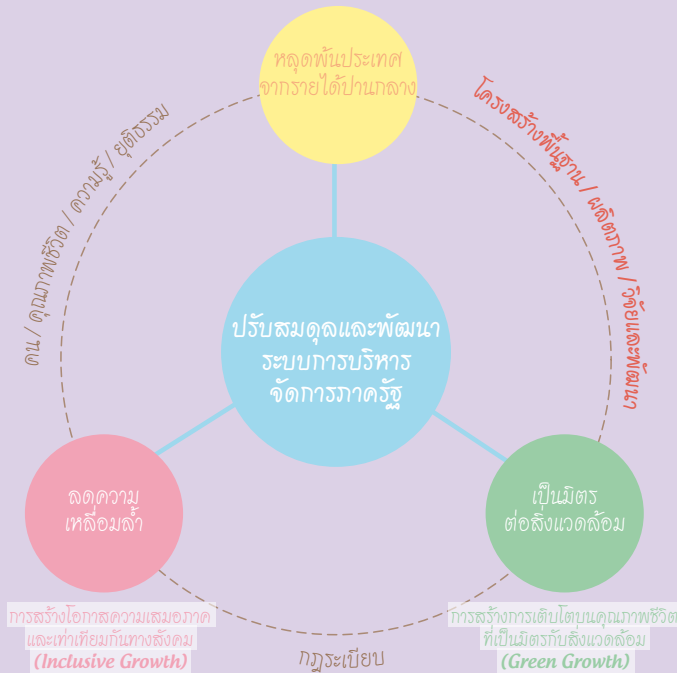 หลุดพ้นประเทศ
จากรายได้ปานกลาง
คน / คุณภาพชีวิต / ความรู้ / ยุติธรรม
โครงสร้างพื้นฐาน / ผลิตภาพ / วิจัยและพัฒนา
ปรับสมดุลและพัฒนา
ระบบการบริหาร
จัดการภาครัฐ
ลดความ
เหลื่อมล้ำ
เป็นมิตร
ต่อสิ่งแวดล้อม
การสร้างโอกาสความเสมอภาค
และเท่าเทียมกันทางสังคม
(Inclusive Growth)
การสร้างการเติบโตบนคุณภาพชีวิต
ที่เป็นมิตรกับสิ่งแวดล้อม
(Green Growth)
กฎระเบียบ